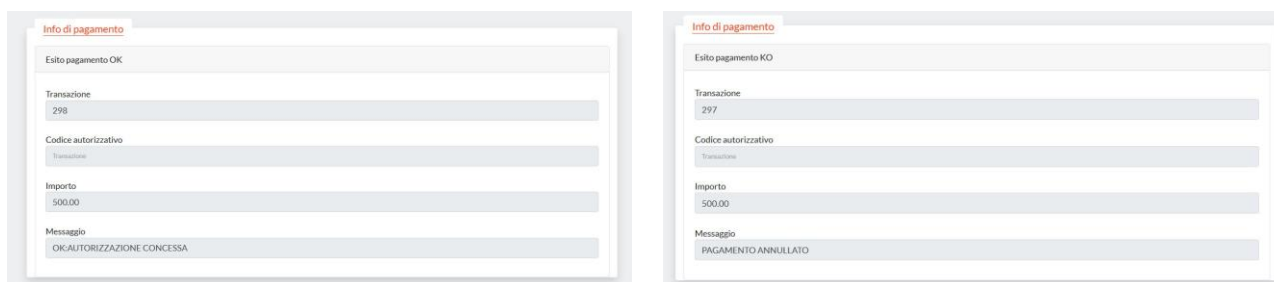 Info di pagamento
Esito pagamento OK
Transazione
298
Codice autorizzativo
Transazione
Importo
500.00
Messaggio
OK:AUTORIZZAZIONE CONCESSA
Info di pagamento
Esito pagamento KO
Transazione
297
Codice autorizzativo
Transazione
Importo
500.00
Messaggio
PAGAMENTO ANNULLATO